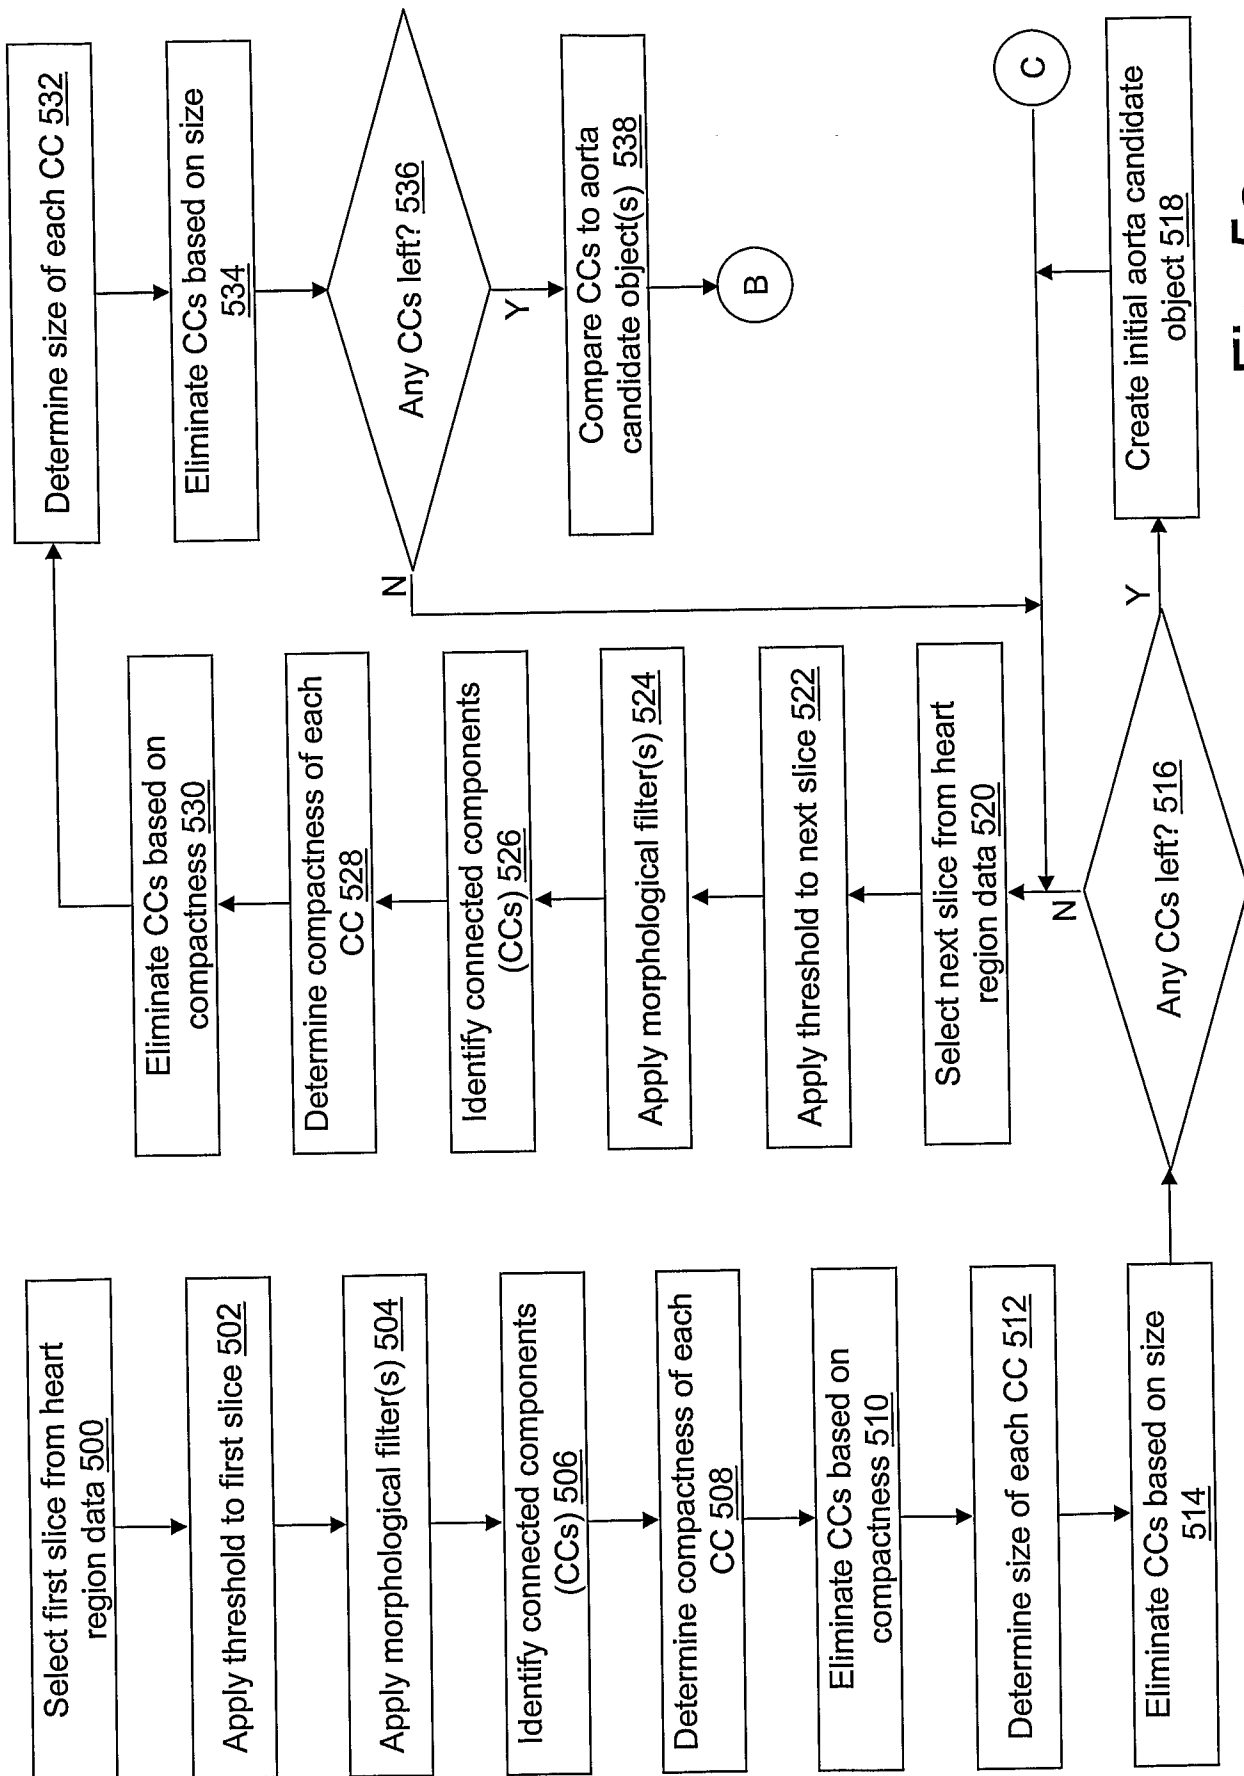 Select first slice from heart
region data 500
Apply threshold to first slice 502
Apply morphological filter(s) 504
Identify connected components
(CCs) 506
Determine compactness of each
CC 508
Eliminate CCs based on
compactness 510
Determine size of each CC 512
Eliminate CCs based on size
514
Any CCs left? 516
Y
N
Create initial aorta candidate
object 518
Select next slice from heart
region data 520
Apply threshold to next slice 522
Apply morphological filter(s) 524
Identify connected components
(CCs) 526
Determine compactness of each
CC 528
Eliminate CCs based on
compactness 530
Determine size of each CC 532
Eliminate CCs based on size
534
Any CCs left? 536
N
Y
Compare CCs to aorta
candidate object(s) 538
B
C